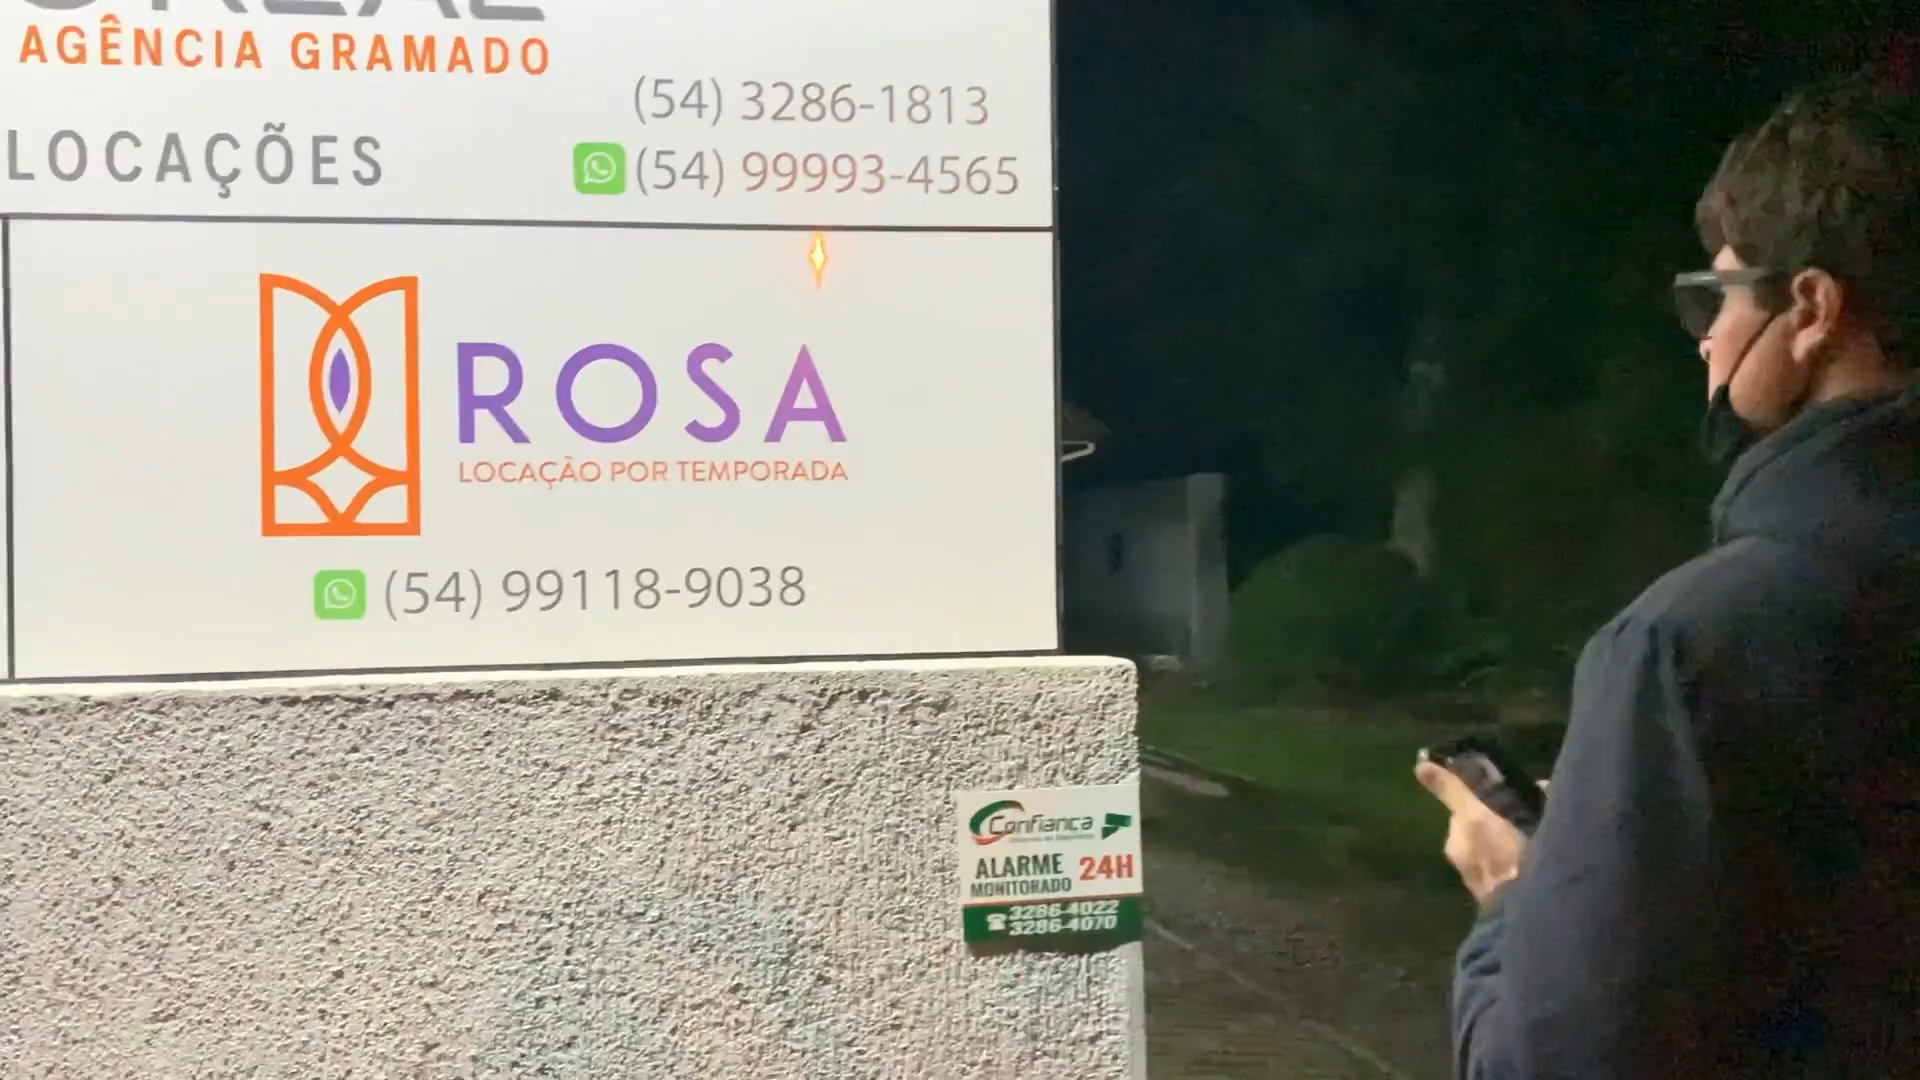 AGÊNCIA GRAMADO
(54) 3286-1813
LOCAÇÕES
(54) 99993-4565
ROSA
LOCAÇÃO POR TEMPORADA
(54) 99118-9038
Confiança
ALARME 24H
MONITORADO
3286-4022
3286-4070